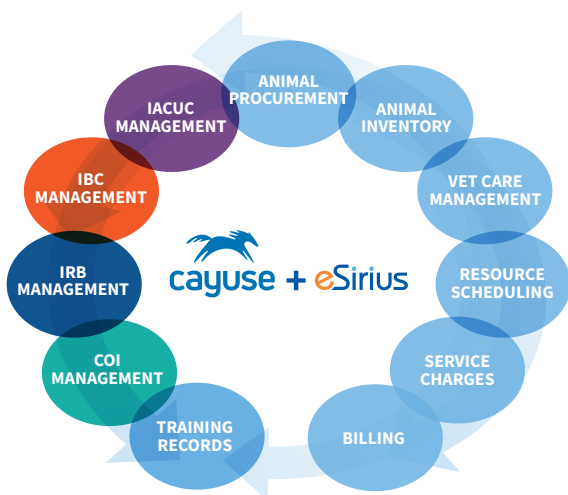 ANIMAL
PROCUREMENT
ANIMAL
INVENTORY
VET CARE
MANAGEMENT
RESOURCE
SCHEDULING
SERVICE
CHARGES
BILLING
TRAINING
RECORDS
COI
MANAGEMENT
IRB
MANAGEMENT
IBC
MANAGEMENT
IACUC
MANAGEMENT
cayuse + eSirius